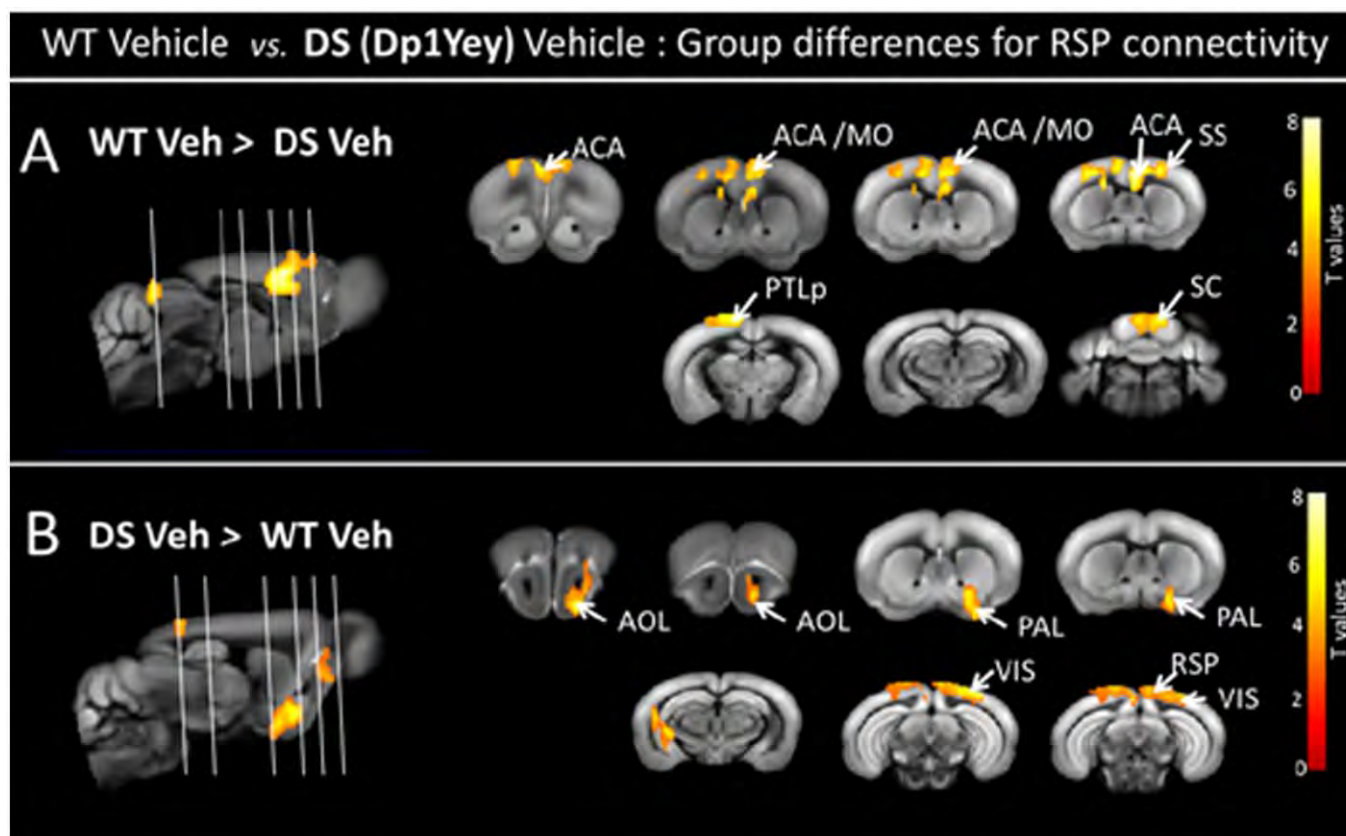 WT Vehicle vs. DS (Dp1Yey) Vehicle : Group differences for RSP connectivity
A
WT Veh > DS Veh
ACA
ACA /MO
ACA /MO
ACA
SS
PTLp
SC
8
6
4
2
0
T values
B
DS Veh > WT Veh
AOL
AOL
PAL
PAL
VIS
RSP
VIS
8
6
4
2
0
T values